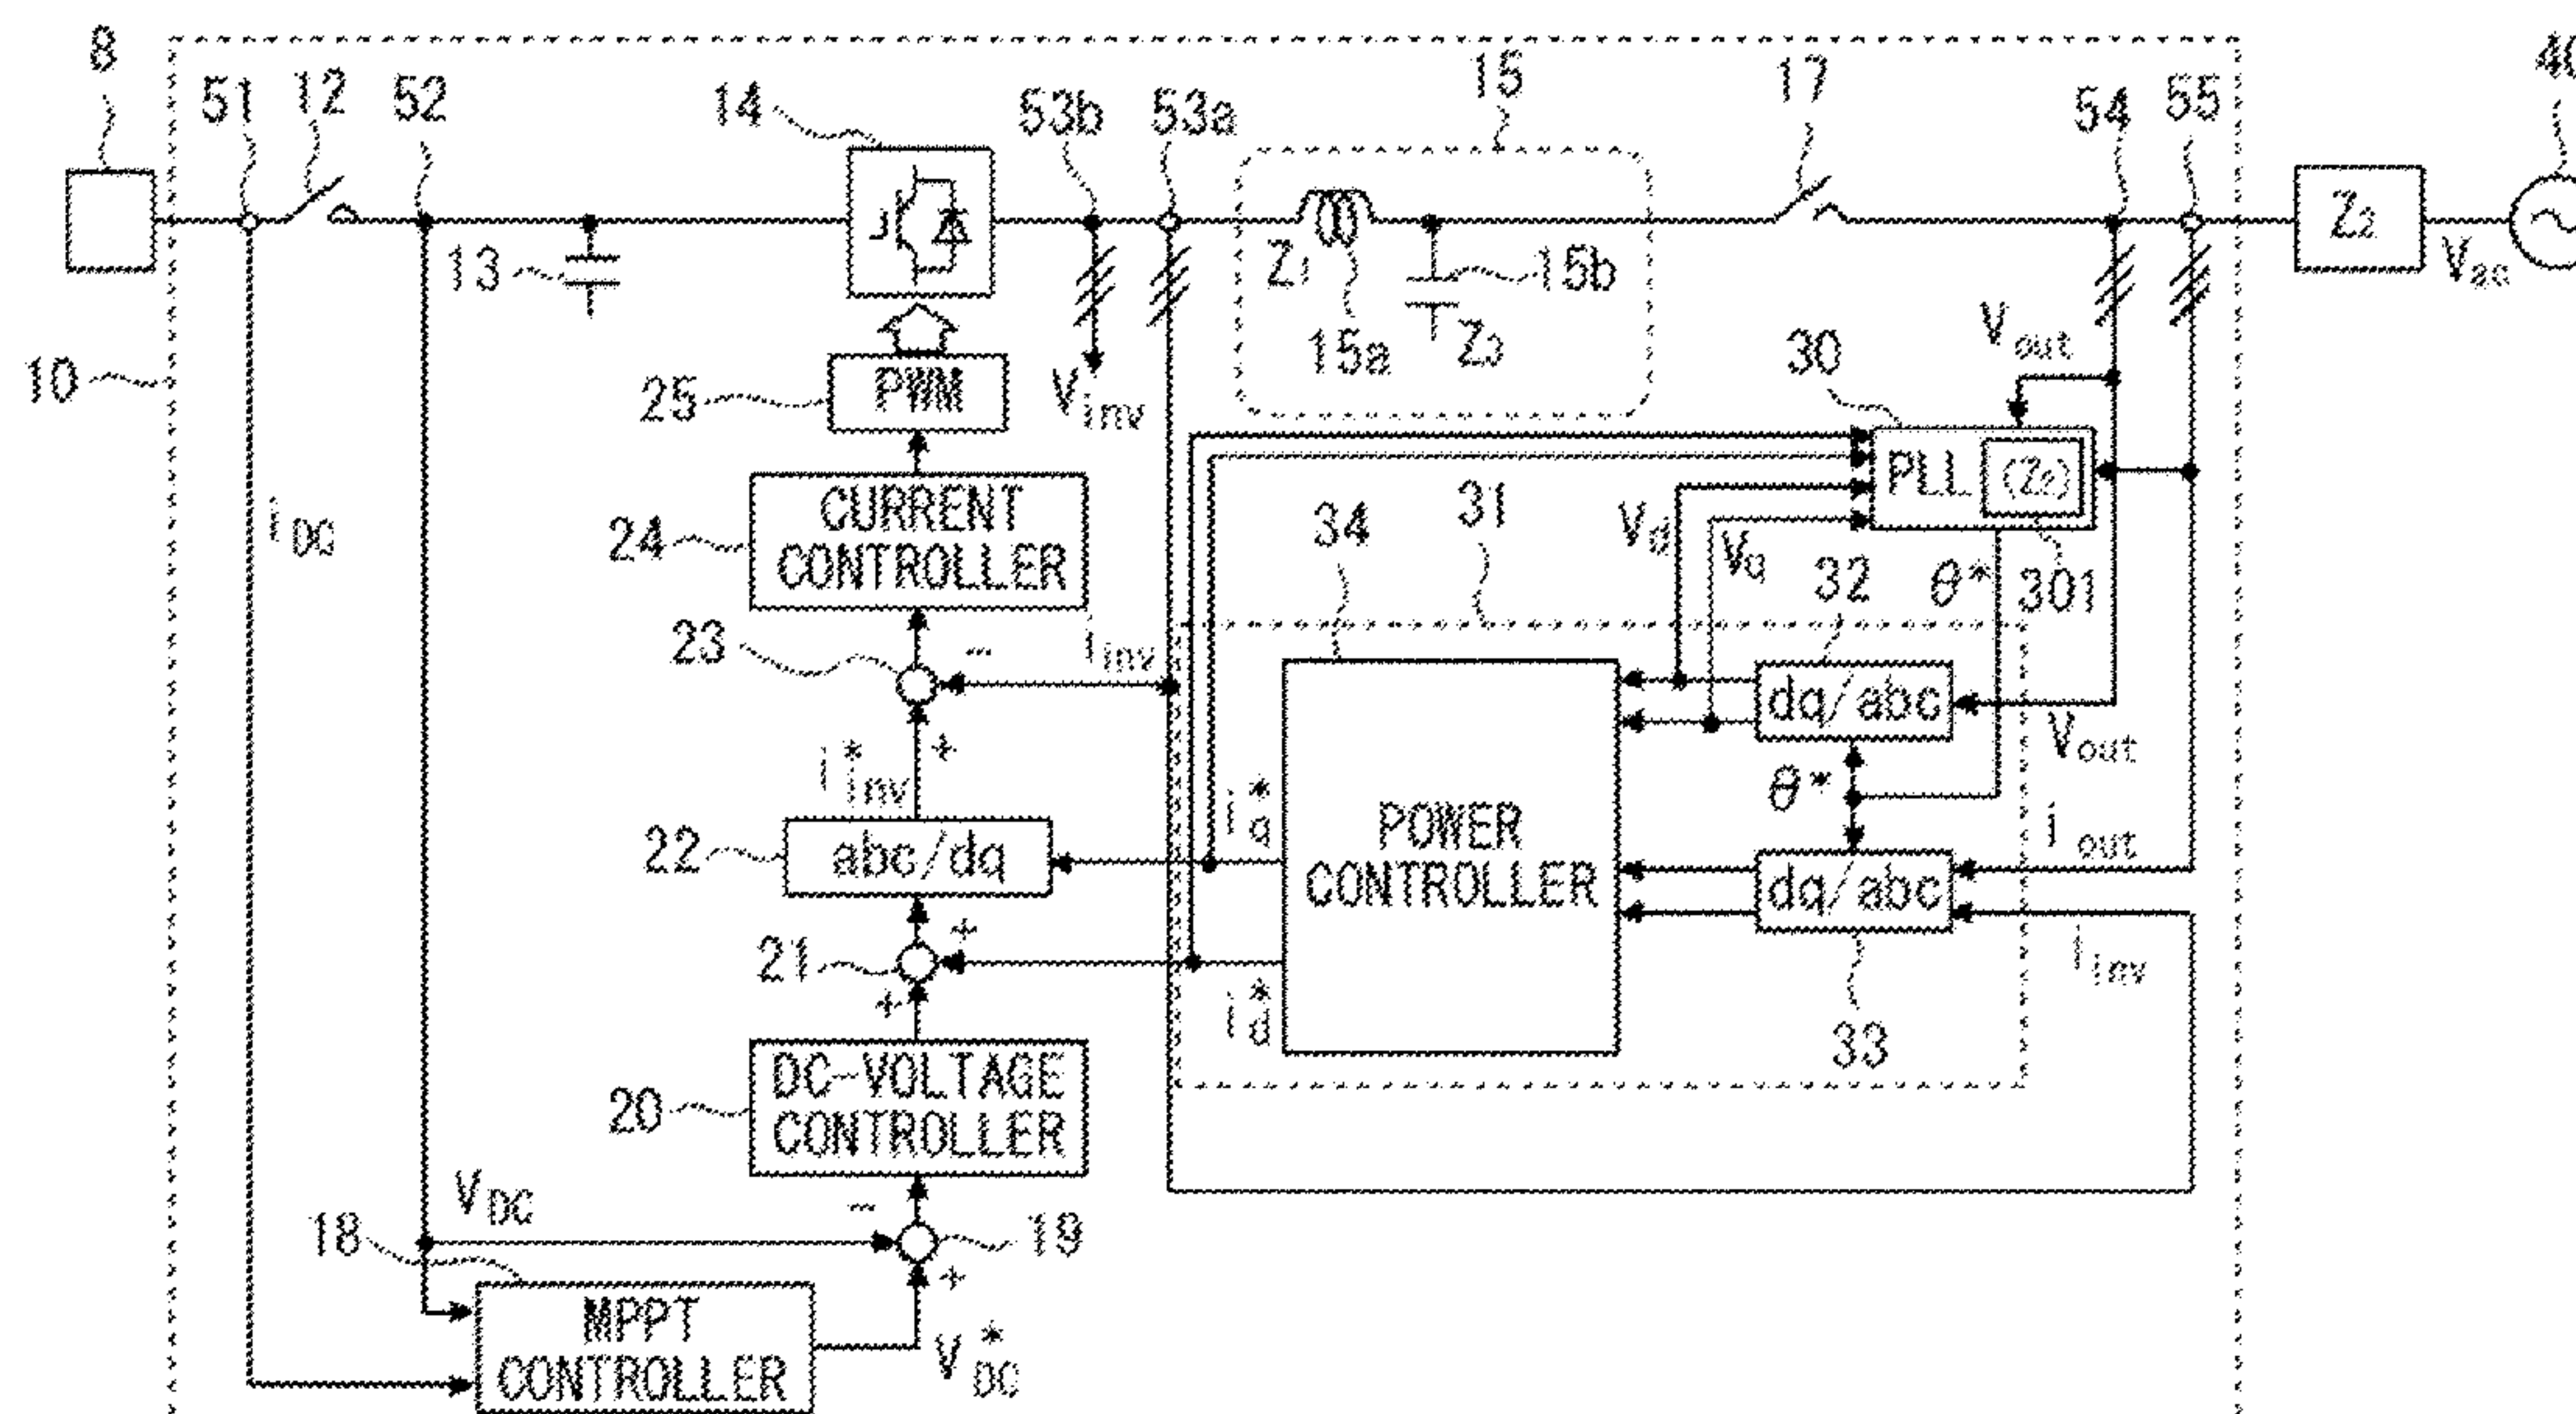 8
51
12
52
14
53b
53a
15
17
54
55
13
Z1
15a
15b
Z3
Z2
Vac
10
25
PWM
Vinv
Vout
30
PLL
(Z2)
301
iDC
24
CURRENT
CONTROLLER
34
31
Vd
Vq
32
θ*
23
-
iinv
+
i*inv
dq/abc
Vout
θ*
22
abc/dq
i*q
POWER
CONTROLLER
iout
dq/abc
21
+
+
i*d
iinv
33
20
DC-VOLTAGE
CONTROLLER
VDC
-
18
19
+
MPPT
CONTROLLER
V*DC